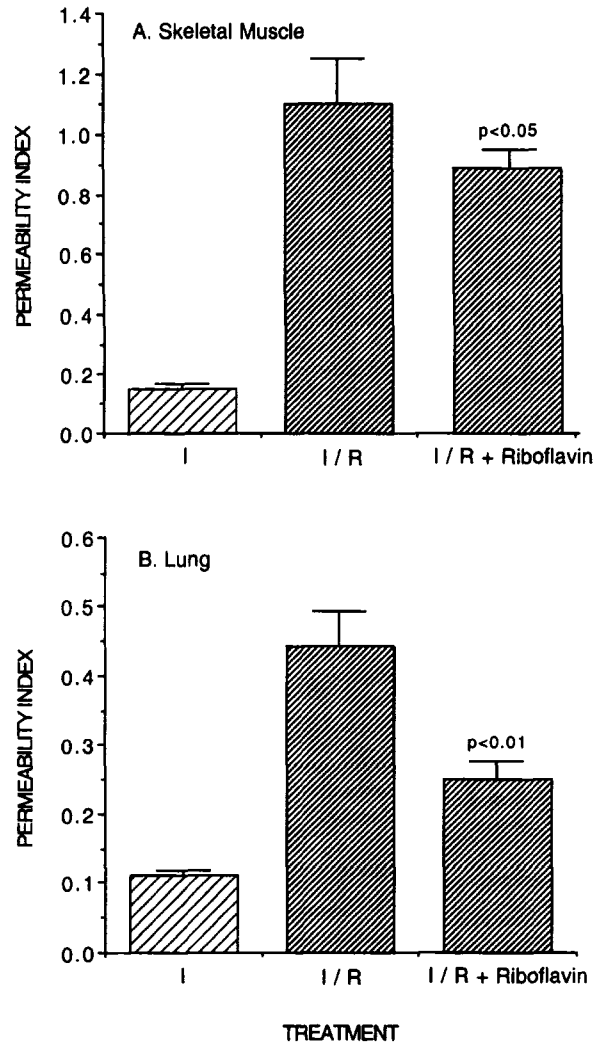 A. Skeletal Muscle
PERMEABILITY INDEX
1.4
1.2
1.0
0.8
0.6
0.4
0.2
0.0
p<0.05
I
I / R
I / R + Riboflavin
B. Lung
PERMEABILITY INDEX
0.6
0.5
0.4
0.3
0.2
0.1
0.0
p<0.01
I
I / R
I / R + Riboflavin
TREATMENT